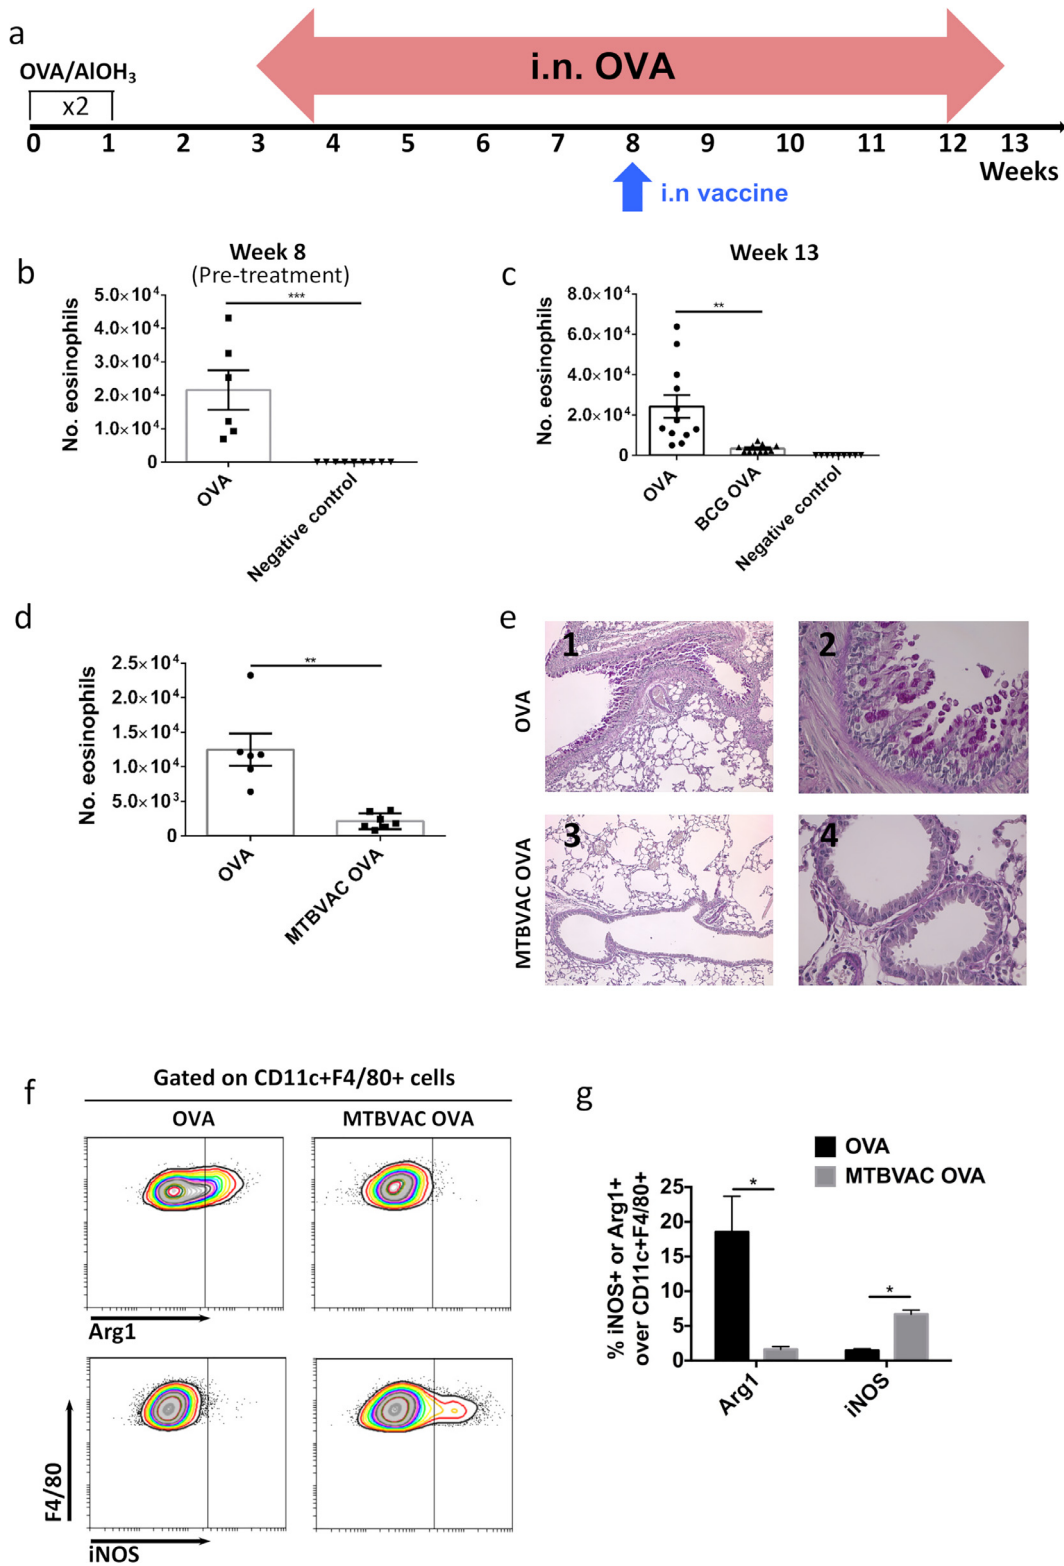 a
i.n. OVA
OVA/AlOH₃
x2
0 1 2 3 4 5 6 7 8 9 10 11 12 13
Weeks
i.n vaccine
b
Week 8
(Pre-treatment)
***
No. eosinophils
5.0×10⁴
4.0×10⁴
3.0×10⁴
2.0×10⁴
1.0×10⁴
0
OVA
Negative control
c
Week 13
**
No. eosinophils
8.0×10⁴
6.0×10⁴
4.0×10⁴
2.0×10⁴
0
OVA
BCG OVA
Negative control
d
**
No. eosinophils
2.5×10⁴
2.0×10⁴
1.5×10⁴
1.0×10⁴
5.0×10³
0
OVA
MTBVAC OVA
e
OVA
1
2
MTBVAC OVA
3
4
f
Gated on CD11c+F4/80+ cells
OVA
MTBVAC OVA
Arg1
F4/80
iNOS
g
OVA
MTBVAC OVA
% iNOS+ or Arg1+
over CD11c+F4/80+
25
20
15
10
5
0
*
*
Arg1
iNOS